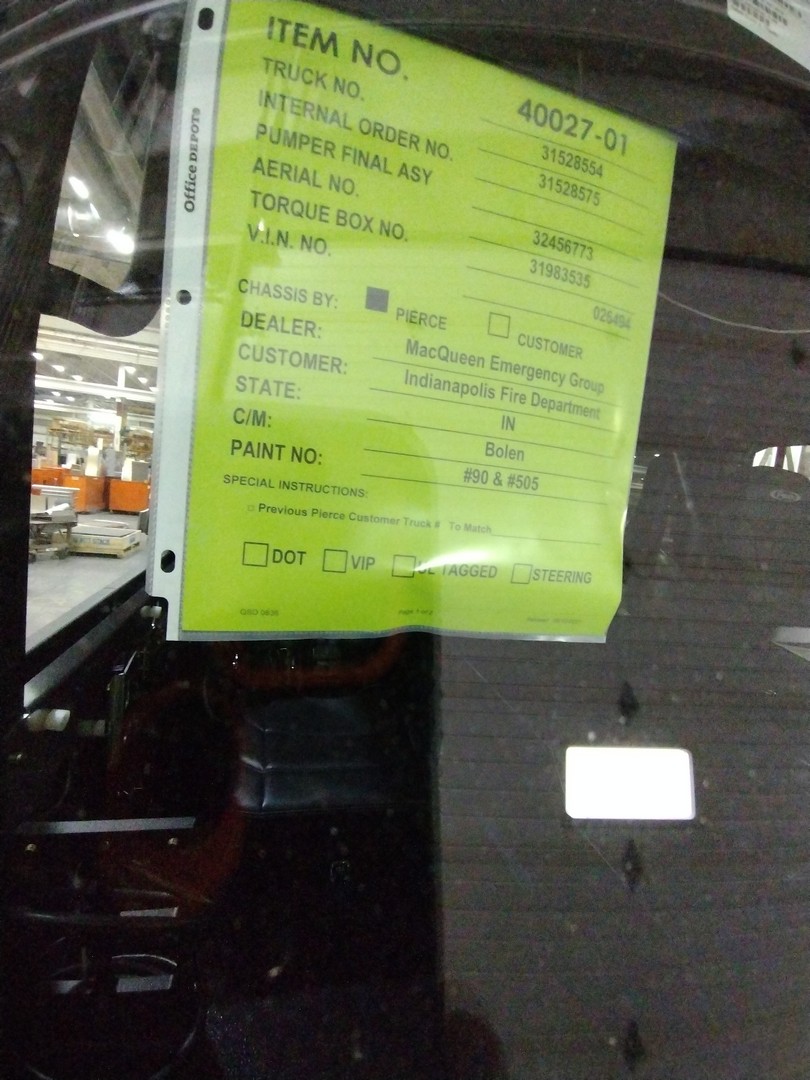 Office DEPOT®
ITEM NO. 40027-01
TRUCK NO. 31528554
INTERNAL ORDER NO. 31528575
PUMPER FINAL ASY
AERIAL NO. 32456773
TORQUE BOX NO. 31983535
V.I.N. NO. 025494
CHASSIS BY: PIERCE CUSTOMER
DEALER: MacQueen Emergency Group
CUSTOMER: Indianapolis Fire Department
STATE: IN
C/M: Bolen
PAINT NO: #90 & #505
SPECIAL INSTRUCTIONS:
Previous Pierce Customer Truck # To Match
DOT VIP UL TAGGED STEERING